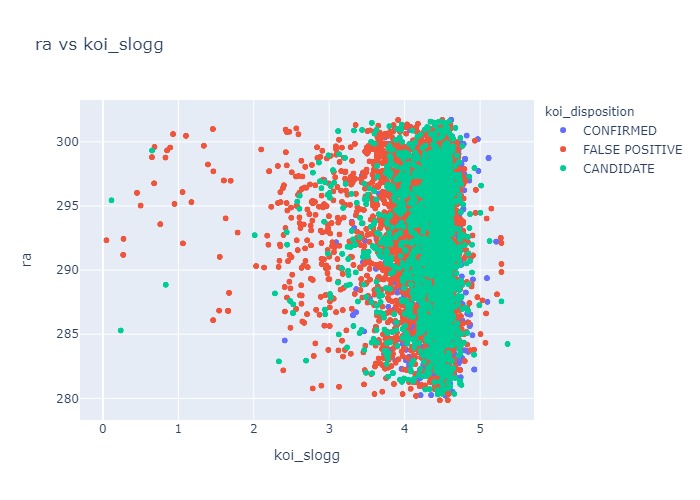 ra vs koi_slogg
koi_disposition
CONFIRMED
FALSE POSITIVE
CANDIDATE
300
295
290
285
280
ra
0 1 2 3 4 5
koi_slogg